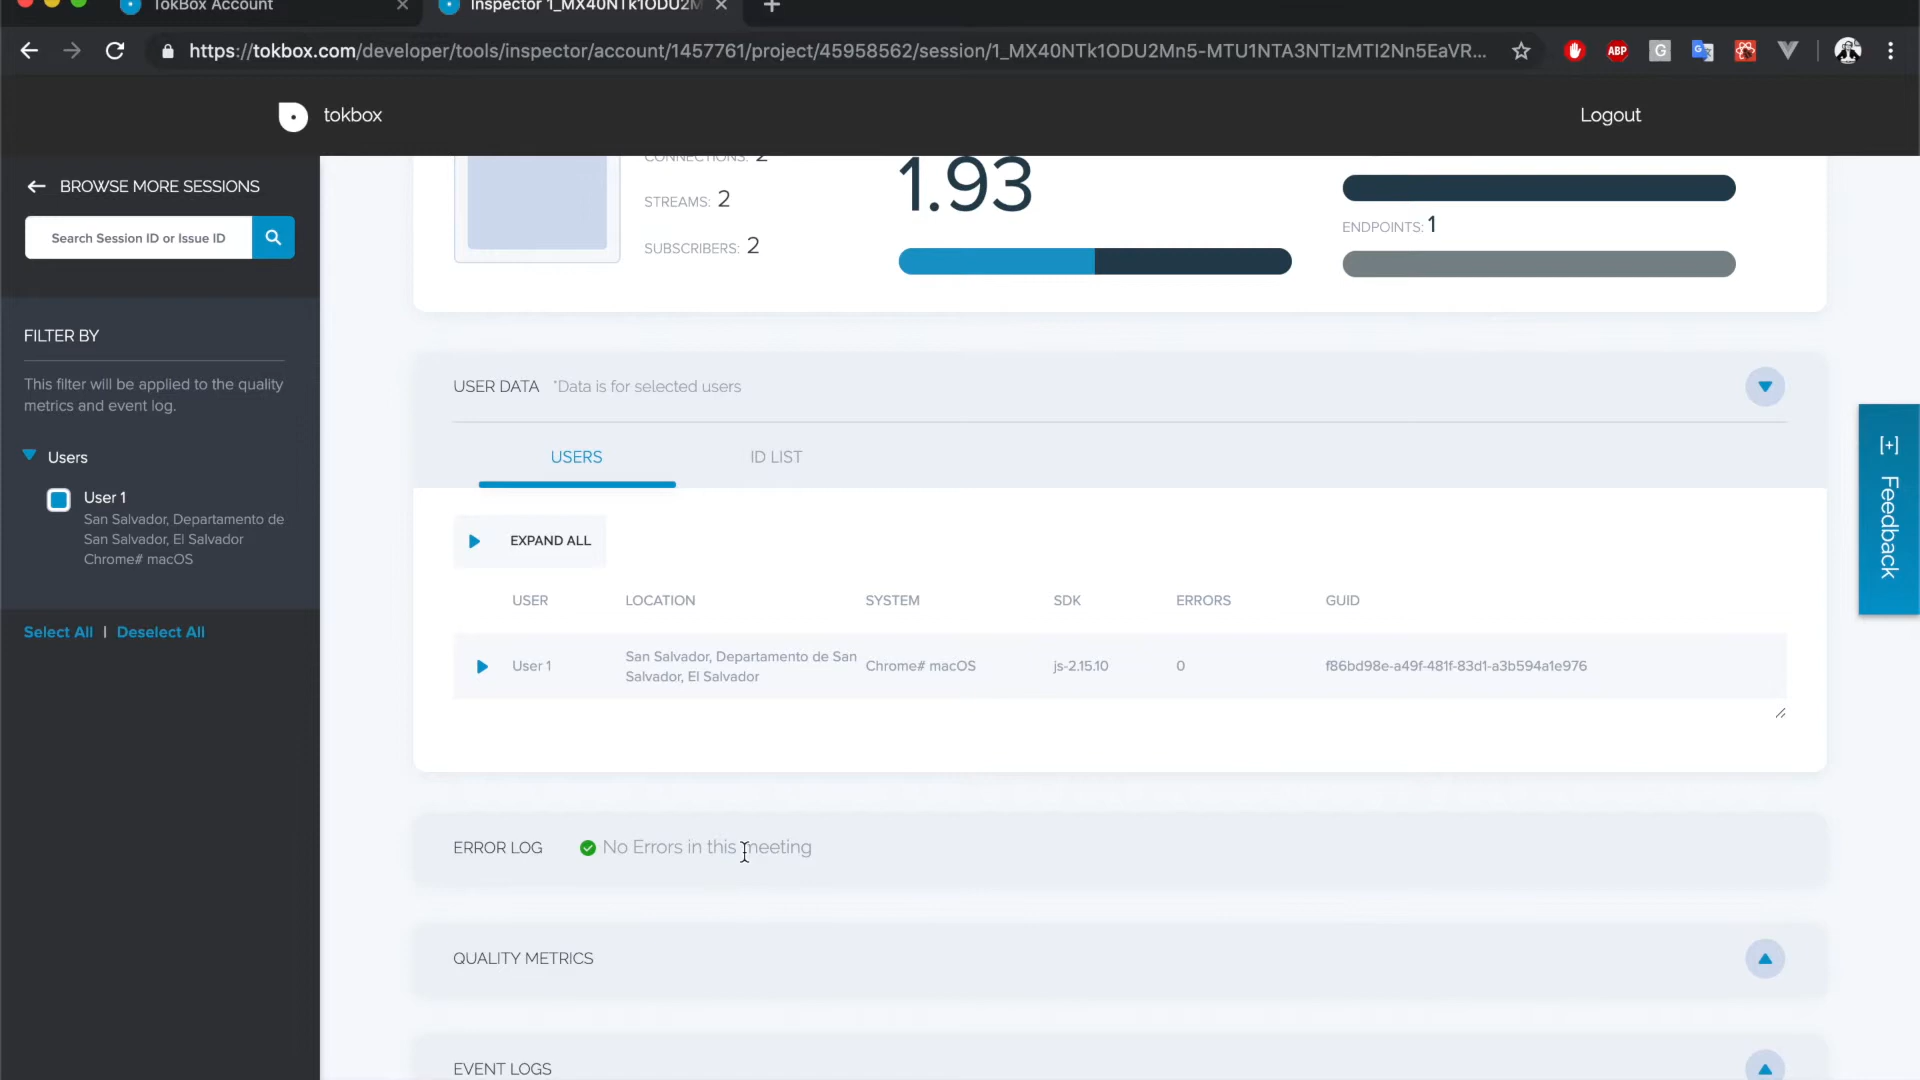 TokBox Account
Inspector 1_MX40NTk1ODU2M
https://tokbox.com/developer/tools/inspector/account/1457761/project/45958562/session/1_MX40NTk1ODU2Mn5-MTU1NTA3NTIzMTI2Nn5EaVR...
ABP
G
tokbox
Logout
BROWSE MORE SESSIONS
Search Session ID or Issue ID
FILTER BY
This filter will be applied to the quality
metrics and event log.
Users
User 1
San Salvador, Departamento de
San Salvador, El Salvador
Chrome# macOS
Select All | Deselect All
CONNECTIONS: 2
STREAMS: 2
SUBSCRIBERS: 2
1.93
ENDPOINTS: 1
USER DATA *Data is for selected users
USERS
ID LIST
EXPAND ALL
USER LOCATION SYSTEM SDK ERRORS GUID
User 1 San Salvador, Departamento de San Chrome# macOS js-2.15.10 0 f86bd98e-a49f-481f-83d1-a3b594a1e976
Salvador, El Salvador
ERROR LOG No Errors in this meeting
QUALITY METRICS
EVENT LOGS
[+] Feedback